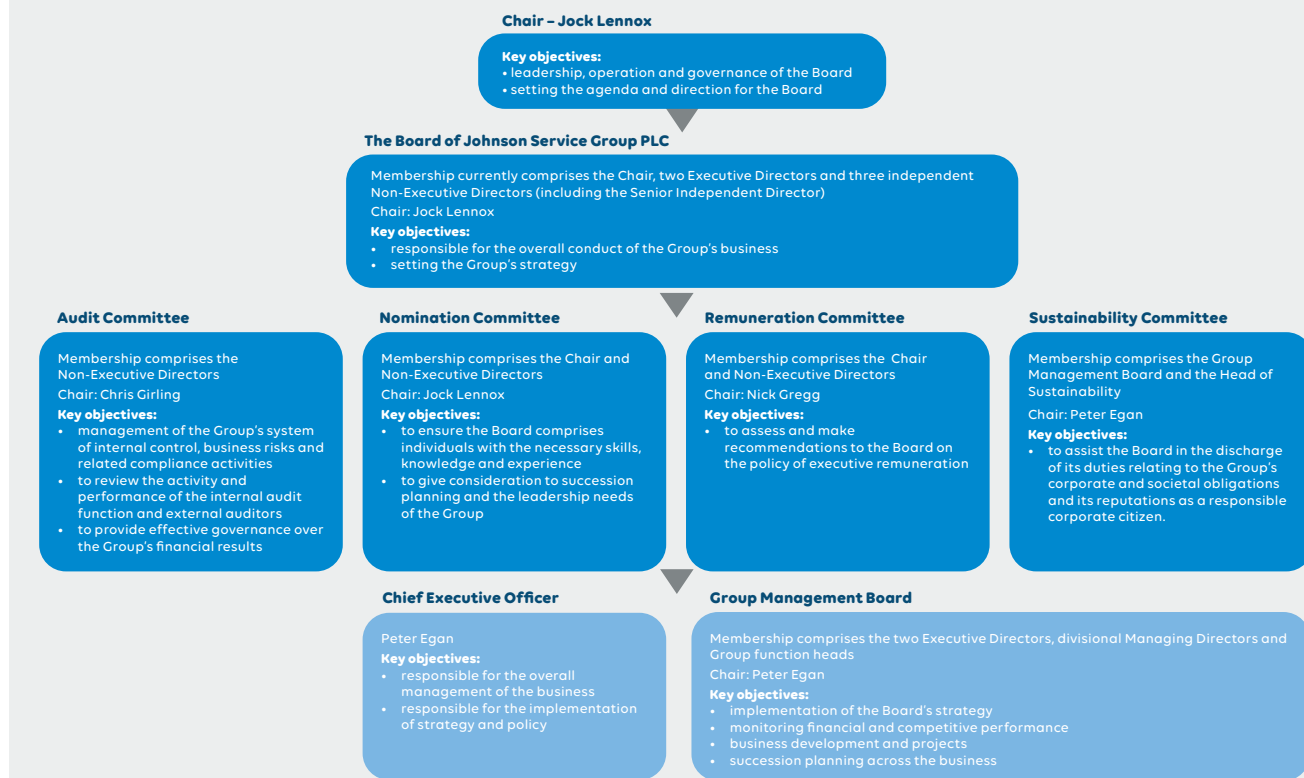 Chair – Jock Lennox
Key objectives:
• leadership, operation and governance of the Board
• setting the agenda and direction for the Board
The Board of Johnson Service Group PLC
Membership currently comprises the Chair, two Executive Directors and three independent
Non-Executive Directors (including the Senior Independent Director)
Chair: Jock Lennox
Key objectives:
• responsible for the overall conduct of the Group's business
• setting the Group's strategy
Audit Committee
Membership comprises the
Non-Executive Directors
Chair: Chris Girling
Key objectives:
• management of the Group's system
of internal control, business risks and
related compliance activities
• to review the activity and
performance of the internal audit
function and external auditors
• to provide effective governance over
the Group's financial results
Nomination Committee
Membership comprises the Chair and
Non-Executive Directors
Chair: Jock Lennox
Key objectives:
• to ensure the Board comprises
individuals with the necessary skills,
knowledge and experience
• to give consideration to succession
planning and the leadership needs
of the Group
Remuneration Committee
Membership comprises the Chair
and Non-Executive Directors
Chair: Nick Gregg
Key objectives:
• to assess and make
recommendations to the Board on
the policy of executive remuneration
Sustainability Committee
Membership comprises the Group
Management Board and the Head of
Sustainability
Chair: Peter Egan
Key objectives:
• to assist the Board in the discharge
of its duties relating to the Group's
corporate and societal obligations
and its reputations as a responsible
corporate citizen.
Chief Executive Officer
Peter Egan
Key objectives:
• responsible for the overall
management of the business
• responsible for the implementation
of strategy and policy
Group Management Board
Membership comprises the two Executive Directors, divisional Managing Directors and
Group function heads
Chair: Peter Egan
Key objectives:
• implementation of the Board's strategy
• monitoring financial and competitive performance
• business development and projects
• succession planning across the business